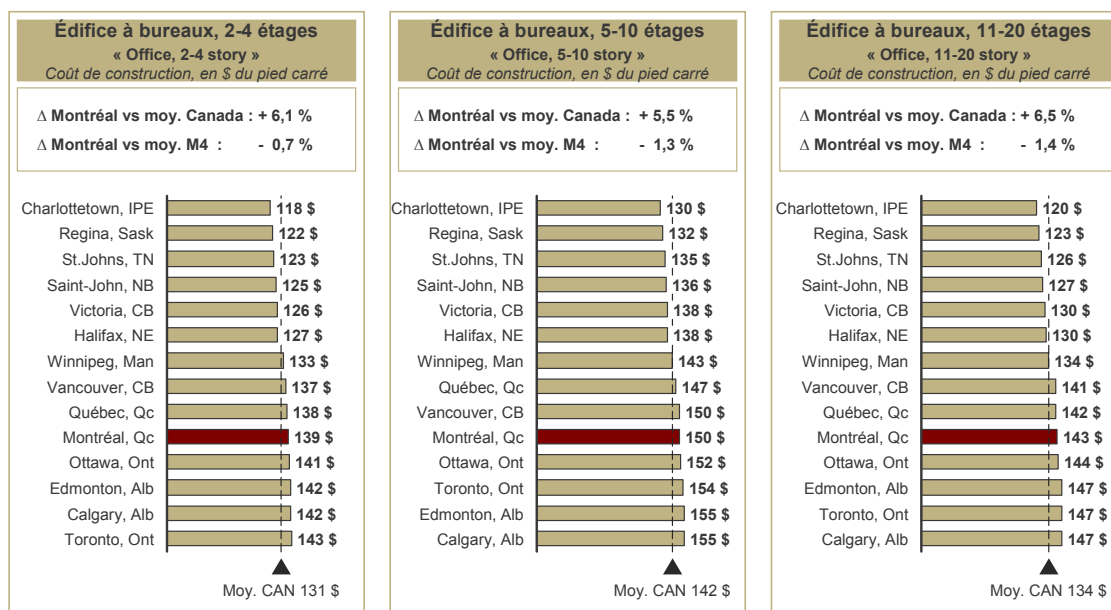 Édifice à bureaux, 2-4 étages
« Office, 2-4 story »
Coût de construction, en $ du pied carré
Δ Montréal vs moy. Canada : + 6,1 %
Δ Montréal vs moy. M4 : - 0,7 %
Charlottetown, IPE 118 $
Regina, Sask 122 $
St.Johns, TN 123 $
Saint-John, NB 125 $
Victoria, CB 126 $
Halifax, NE 127 $
Winnipeg, Man 133 $
Vancouver, CB 137 $
Québec, Qc 138 $
Montréal, Qc 139 $
Ottawa, Ont 141 $
Edmonton, Alb 142 $
Calgary, Alb 142 $
Toronto, Ont 143 $
Moy. CAN 131 $
Édifice à bureaux, 5-10 étages
« Office, 5-10 story »
Coût de construction, en $ du pied carré
Δ Montréal vs moy. Canada : + 5,5 %
Δ Montréal vs moy. M4 : - 1,3 %
Charlottetown, IPE 130 $
Regina, Sask 132 $
St.Johns, TN 135 $
Saint-John, NB 136 $
Victoria, CB 138 $
Halifax, NE 138 $
Winnipeg, Man 143 $
Québec, Qc 147 $
Vancouver, CB 150 $
Montréal, Qc 150 $
Ottawa, Ont 152 $
Toronto, Ont 154 $
Edmonton, Alb 155 $
Calgary, Alb 155 $
Moy. CAN 142 $
Édifice à bureaux, 11-20 étages
« Office, 11-20 story »
Coût de construction, en $ du pied carré
Δ Montréal vs moy. Canada : + 6,5 %
Δ Montréal vs moy. M4 : - 1,4 %
Charlottetown, IPE 120 $
Regina, Sask 123 $
St.Johns, TN 126 $
Saint-John, NB 127 $
Victoria, CB 130 $
Halifax, NE 130 $
Winnipeg, Man 134 $
Vancouver, CB 141 $
Québec, Qc 142 $
Montréal, Qc 143 $
Ottawa, Ont 144 $
Edmonton, Alb 147 $
Toronto, Ont 147 $
Calgary, Alb 147 $
Moy. CAN 134 $